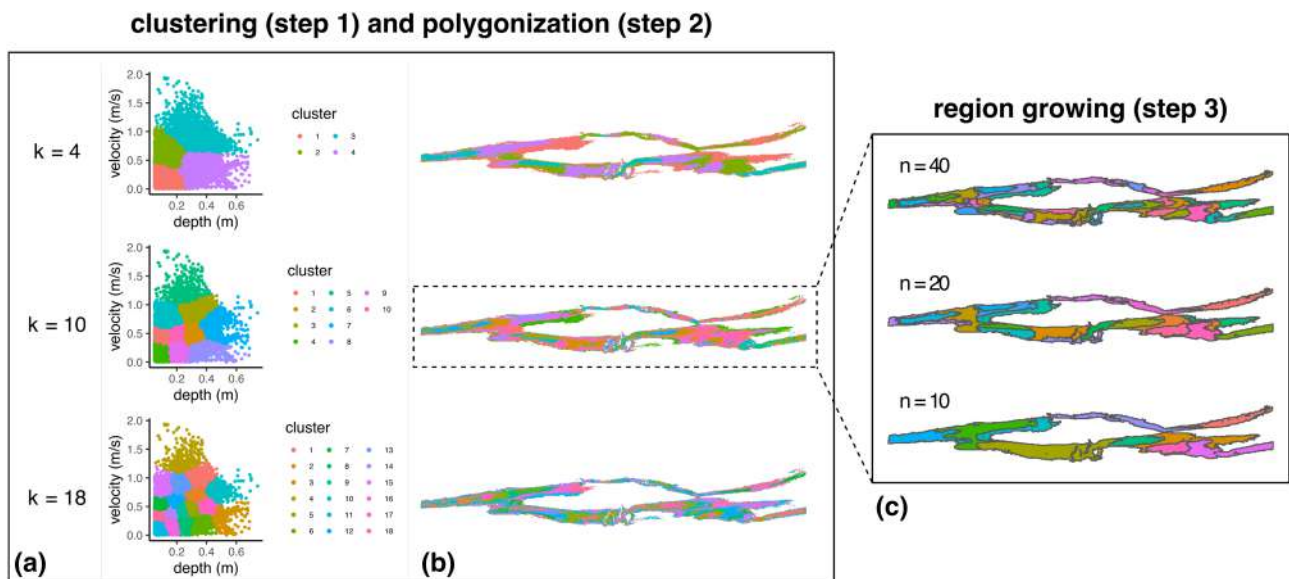 clustering (step 1) and polygonization (step 2)
region growing (step 3)
k = 4
velocity (m/s)
2.0
1.5
1.0
0.5
0.0
0.2 0.4 0.6
depth (m)
cluster
1 3
2 4
k = 10
velocity (m/s)
2.0
1.5
1.0
0.5
0.0
0.2 0.4 0.6
depth (m)
cluster
1 5 9
2 6 10
3 7
4 8
k = 18
velocity (m/s)
2.0
1.5
1.0
0.5
0.0
0.2 0.4 0.6
depth (m)
cluster
1 7 13
2 8 14
3 9 15
4 10 16
5 11 17
6 12 18
(a)
(b)
n = 40
n = 20
n = 10
(c)